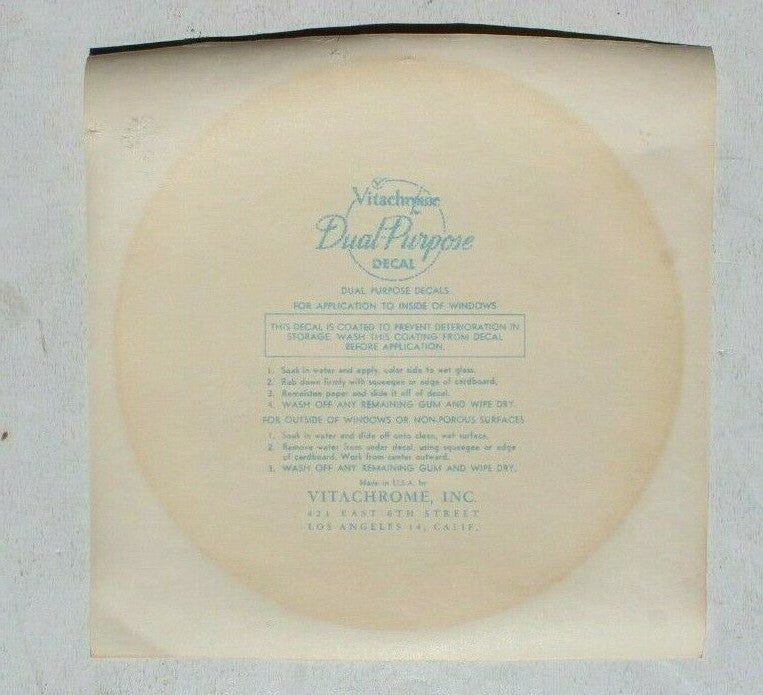 Vitachrome
Dual-Purpose
DECAL
DUAL PURPOSE DECALS
FOR APPLICATION TO INSIDE OF WINDOWS
THIS DECAL IS COATED TO PREVENT DETERIORATION IN
STORAGE. WASH THIS COATING FROM DECAL
BEFORE APPLICATION.
1. Soak in water and apply, color side to wet glass.
2. Rub down firmly with squeegee or edge of cardboard.
3. Remoisten paper and slide it off of decal.
4. WASH OFF ANY REMAINING GUM AND WIPE DRY.
FOR OUTSIDE OF WINDOWS OR NON-POROUS SURFACES
1. Soak in water and slide off onto clean, wet surface.
2. Remove water from under decal, using squeegee or edge
of cardboard. Work from center outward.
3. WASH OFF ANY REMAINING GUM AND WIPE DRY.
Made in U.S.A. by
VITACHROME, INC.
421 EAST 6TH STREET
LOS ANGELES 14, CALIF.